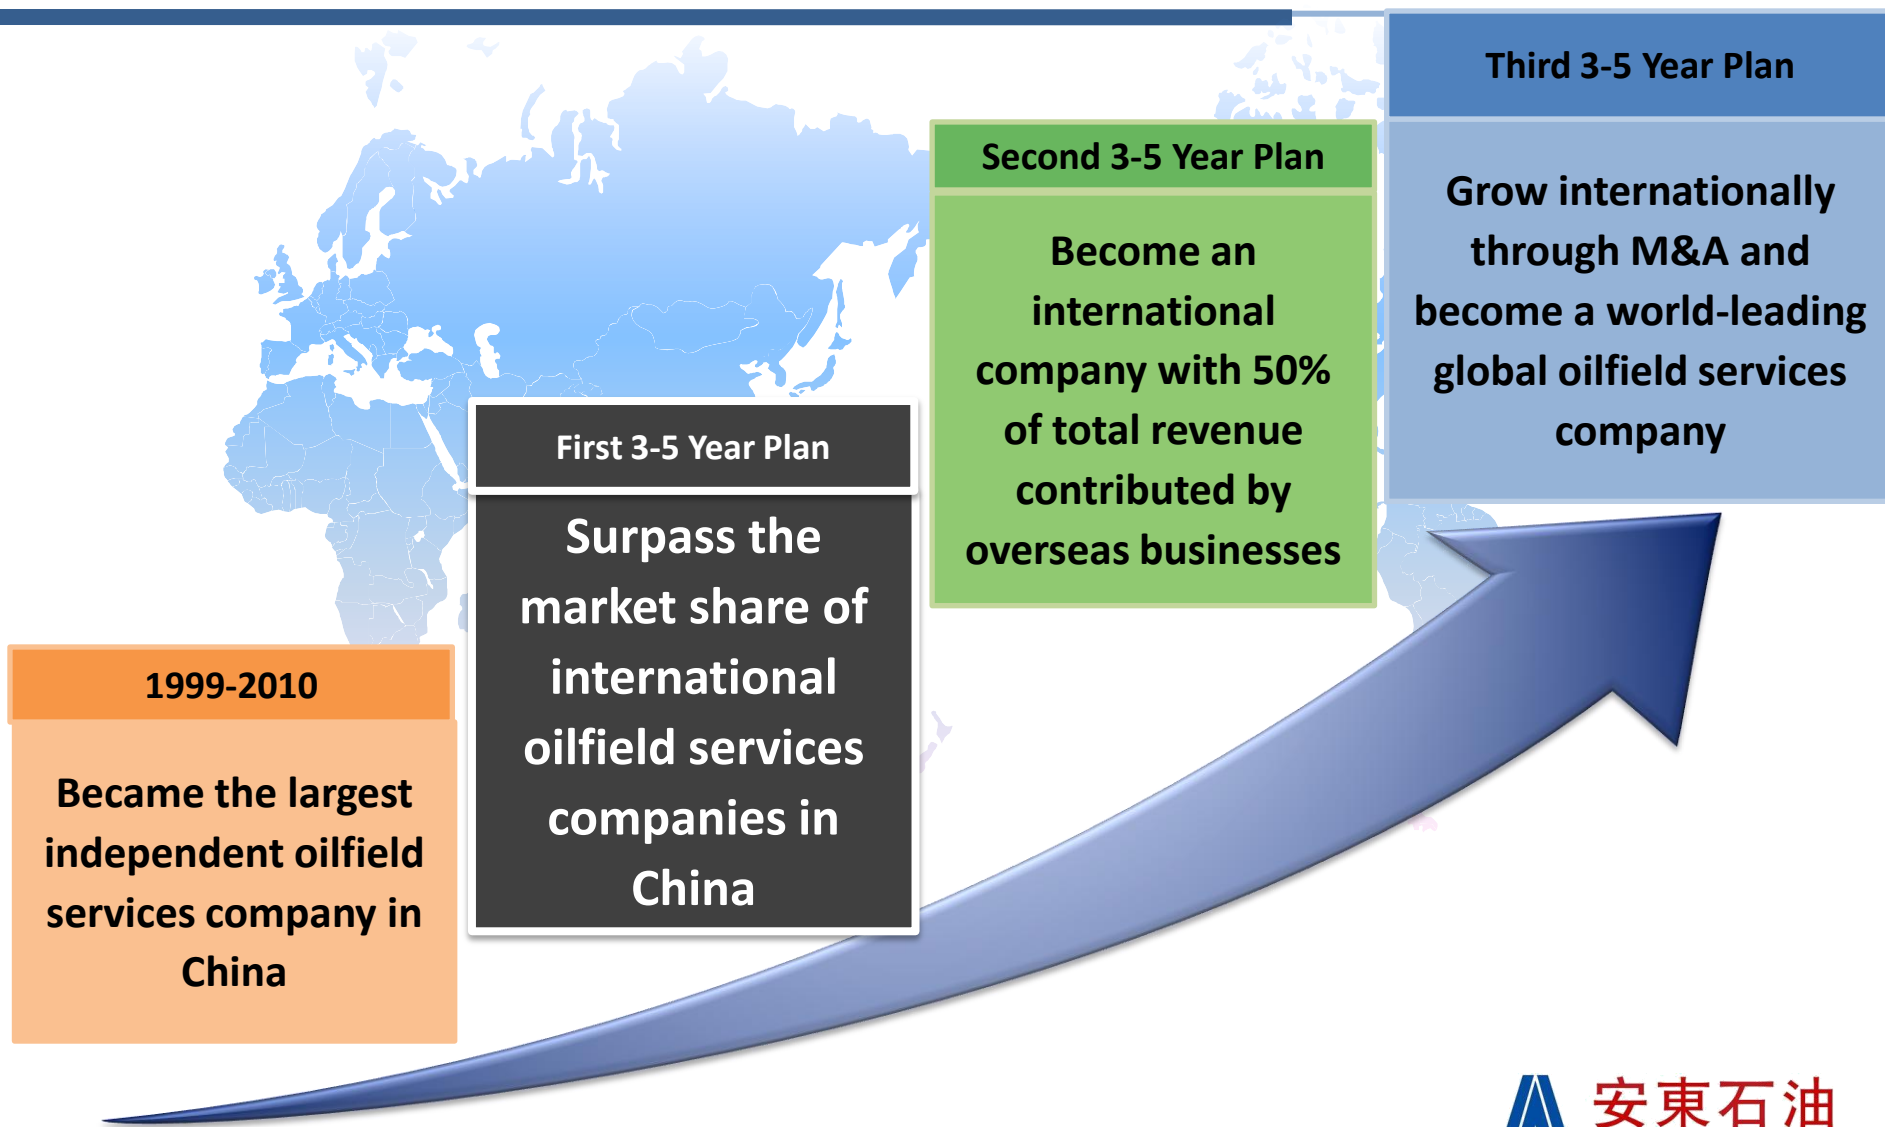 1999-2010
Became the largest
independent oilfield
services company in
China
First 3-5 Year Plan
Surpass the
market share of
international
oilfield services
companies in
China
Second 3-5 Year Plan
Become an
international
company with 50%
of total revenue
contributed by
overseas businesses
Third 3-5 Year Plan
Grow internationally
through M&A and
become a world-leading
global oilfield services
company
安東石油